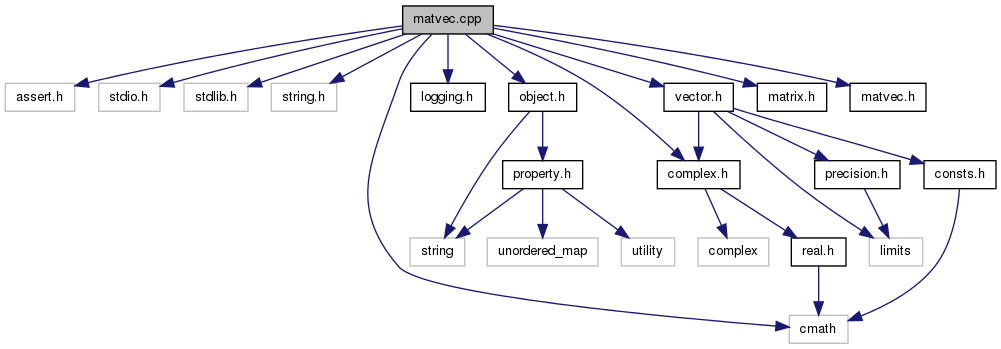 matvec.cpp
assert.h
stdio.h
stdlib.h
string.h
logging.h
object.h
vector.h
matrix.h
matvec.h
property.h
complex.h
precision.h
consts.h
string
unordered_map
utility
complex
real.h
limits
cmath